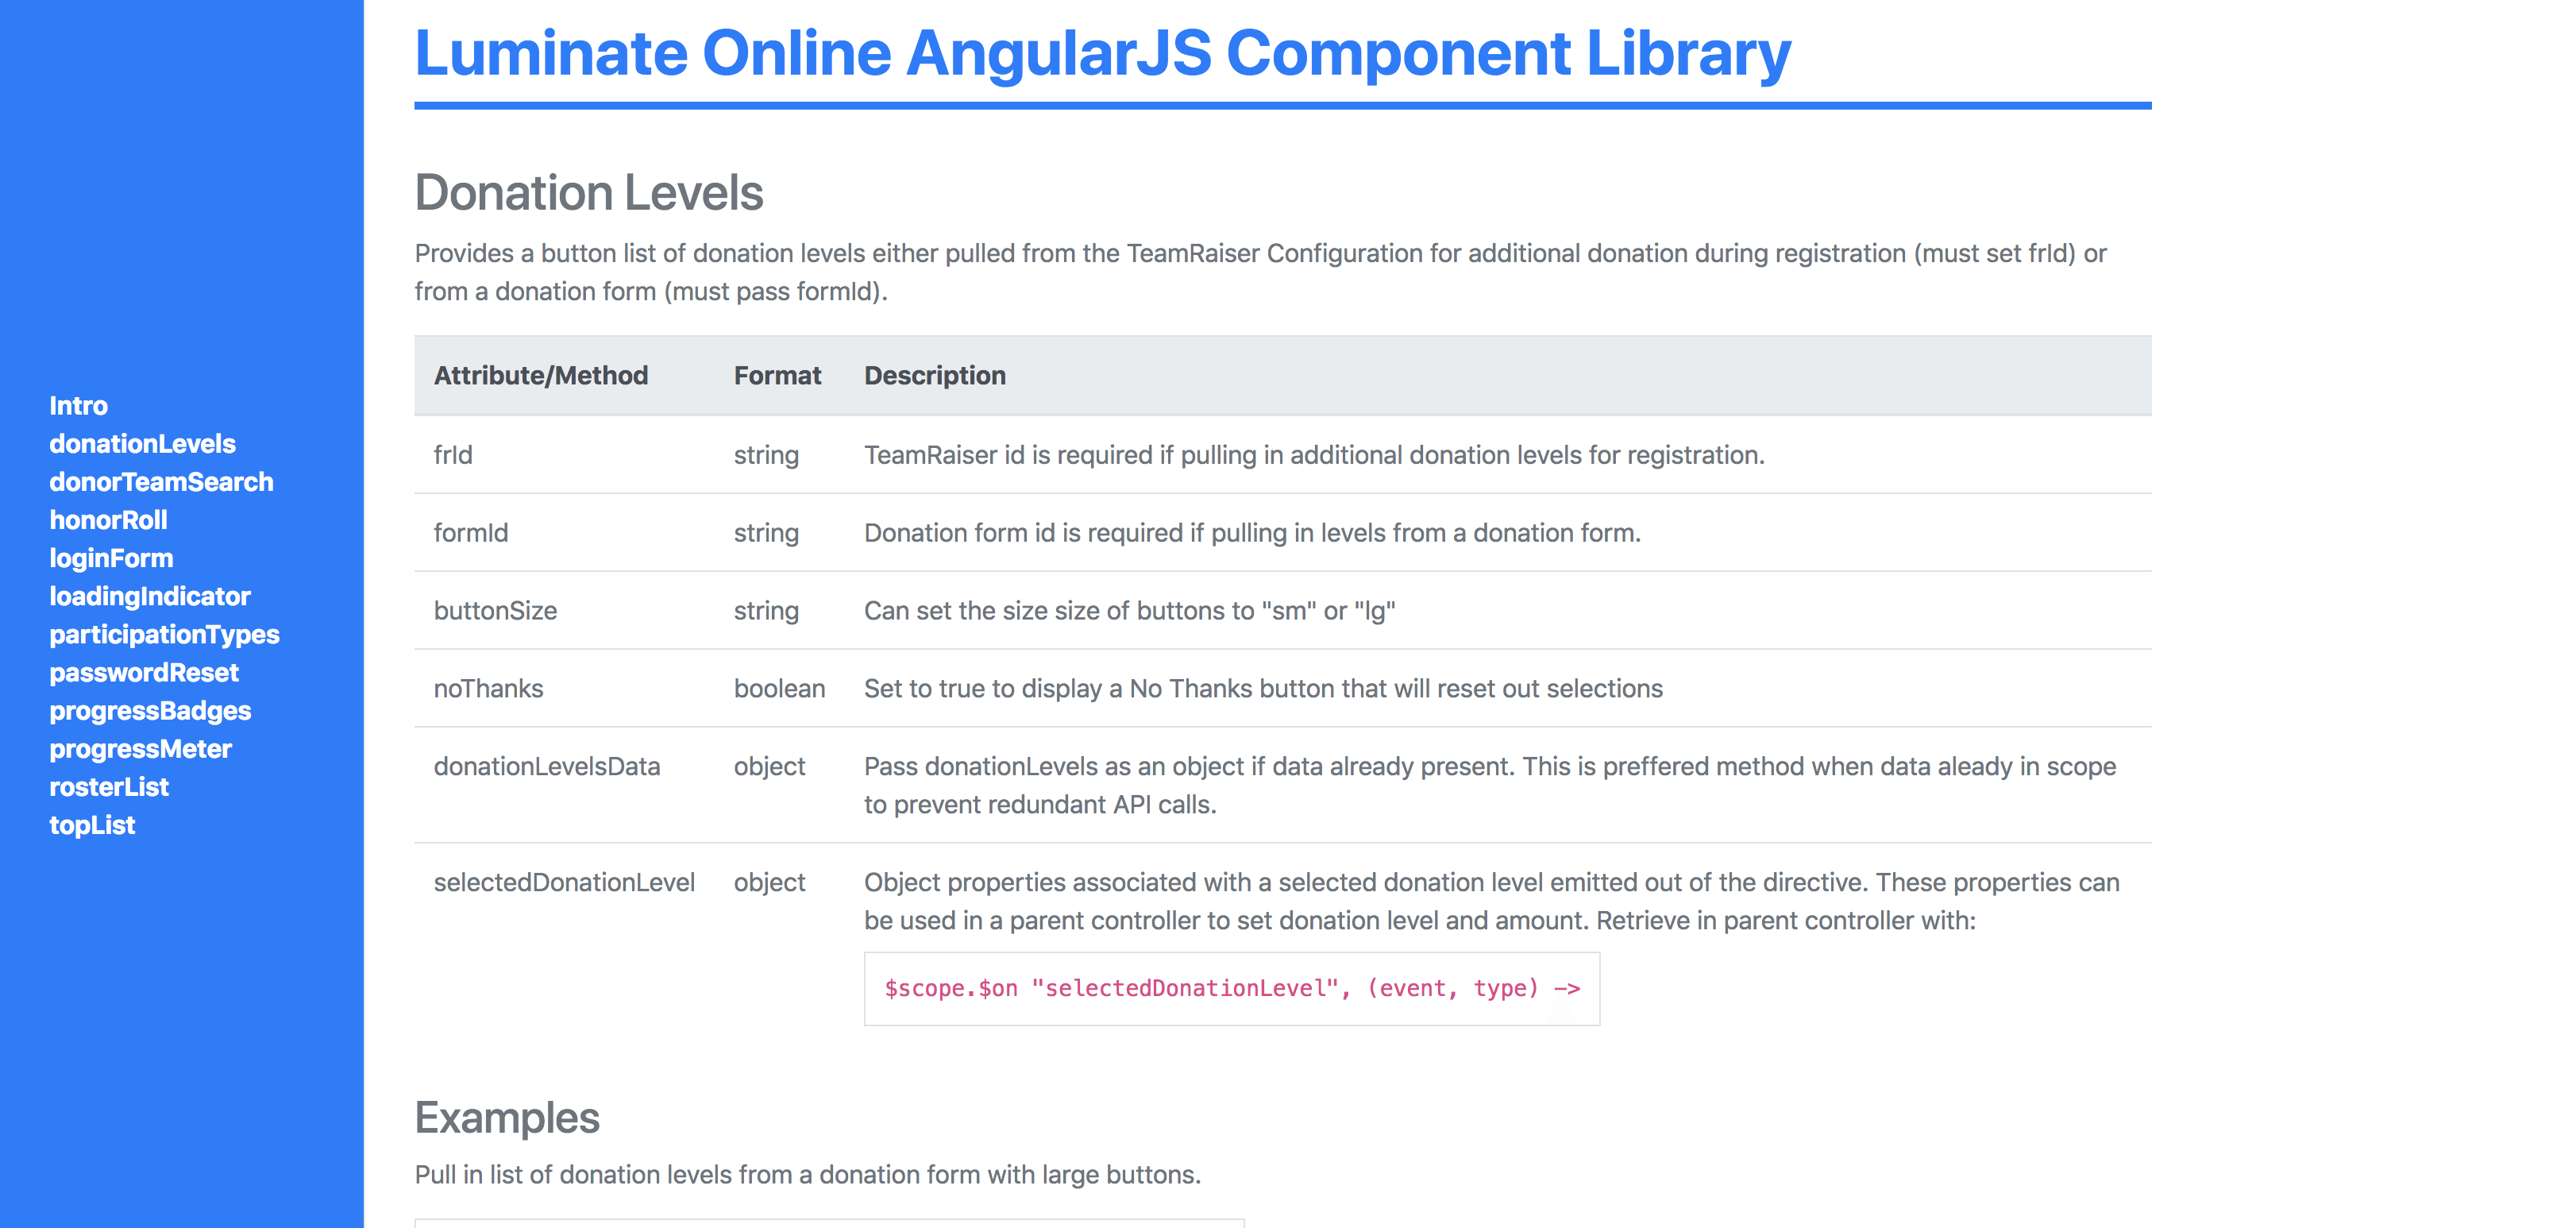 Intro
donationLevels
donorTeamSearch
honorRoll
loginForm
loadingIndicator
participationTypes
passwordReset
progressBadges
progressMeter
rosterList
topList
Luminate Online AngularJS Component Library
Donation Levels
Provides a button list of donation levels either pulled from the TeamRaiser Configuration for additional donation during registration (must set frId) or
from a donation form (must pass formId).
Attribute/Method Format Description
frId string TeamRaiser id is required if pulling in additional donation levels for registration.
formId string Donation form id is required if pulling in levels from a donation form.
buttonSize string Can set the size size of buttons to "sm" or "lg"
noThanks boolean Set to true to display a No Thanks button that will reset out selections
donationLevelsData object Pass donationLevels as an object if data already present. This is preffered method when data aleady in scope
to prevent redundant API calls.
selectedDonationLevel object Object properties associated with a selected donation level emitted out of the directive. These properties can
be used in a parent controller to set donation level and amount. Retrieve in parent controller with:
$scope.$on "selectedDonationLevel", (event, type) ->
Examples
Pull in list of donation levels from a donation form with large buttons.